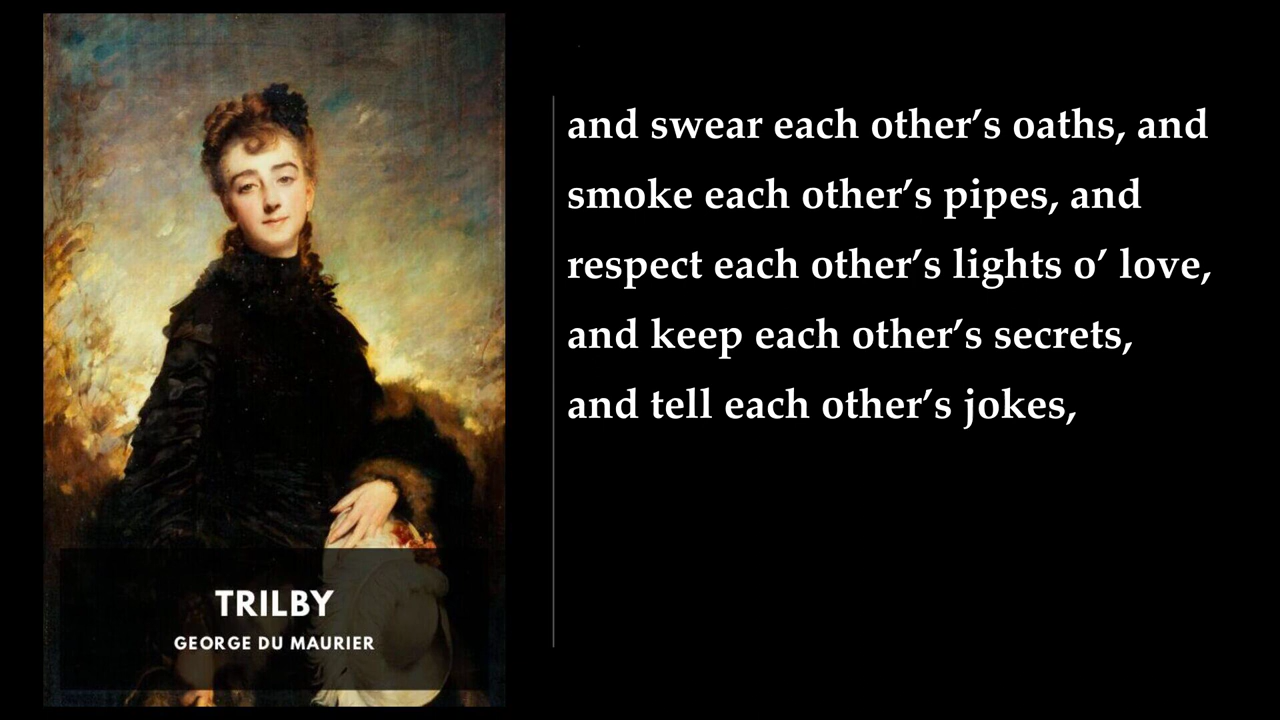 TRILBY
GEORGE DU MAURIER
and swear each other’s oaths, and
smoke each other’s pipes, and
respect each other’s lights o’ love,
and keep each other’s secrets,
and tell each other’s jokes,